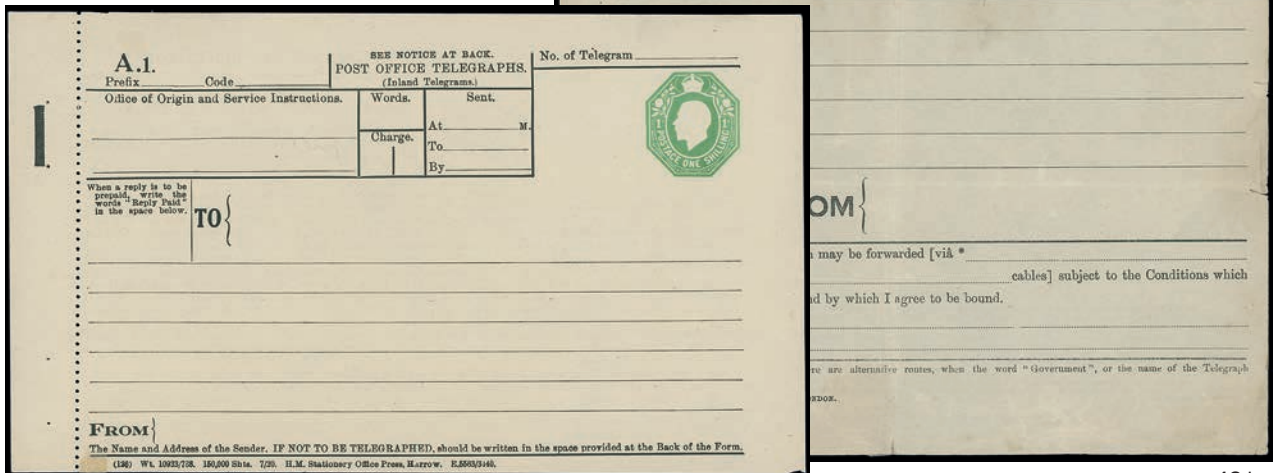 A.1.
Prefix Code
SEE NOTICE AT BACK.
POST OFFICE TELEGRAPHS.
(Inland Telegrams.)
No. of Telegram
Office of Origin and Service Instructions.
Words.
Sent.
At M.
Charge.
To
By
1 1
POSTAGE ONE SHILLING
When a reply is to be
prepaid, write the
words "Reply Paid"
in the space below.
TO
FROM
The Name and Address of the Sender. IF NOT TO BE TELEGRAPHED, should be written in the space provided at the Back of the Form.
Wt. 10933/758. 150,000 Shts. 7/20. H.M. Stationery Office Press, Harrow.
OM
may be forwarded [viâ *
cables] subject to the Conditions which
d by which I agree to be bound.
re are alternative routes, when the word "Government", or the name of the Telegraph
NDON.